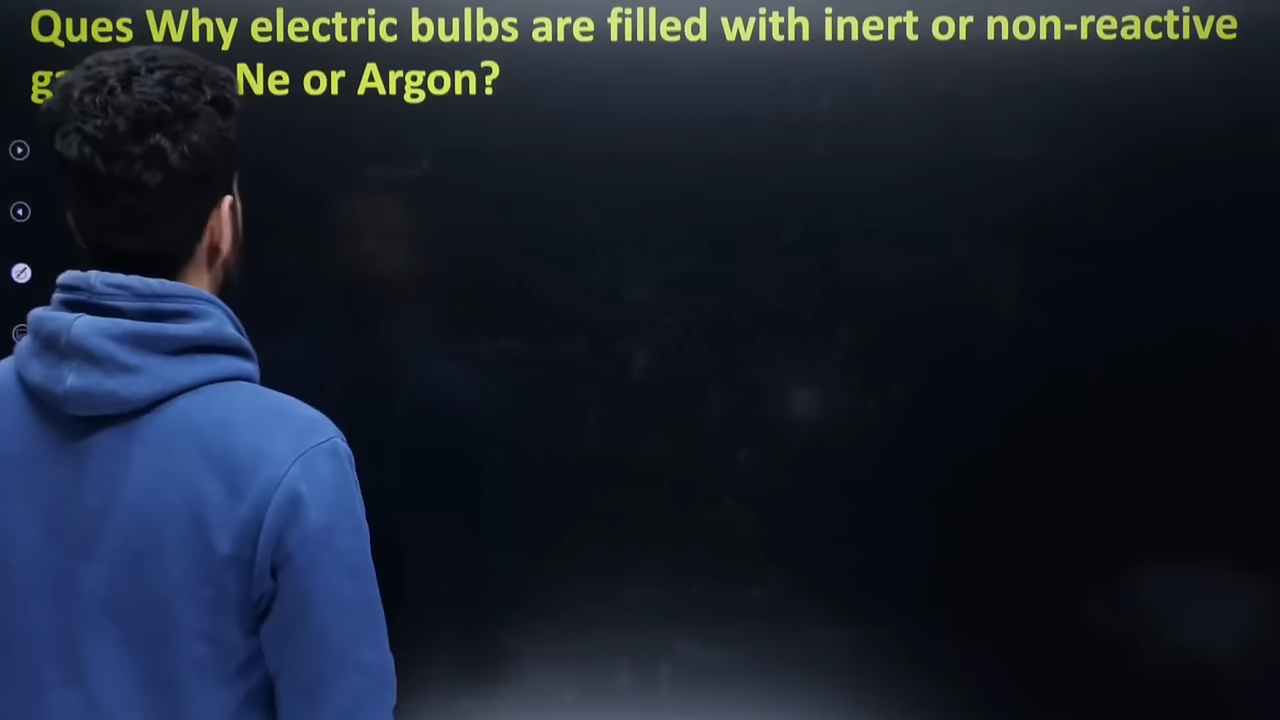 Ques Why electric bulbs are filled with inert or non-reactive
Ne or Argon?